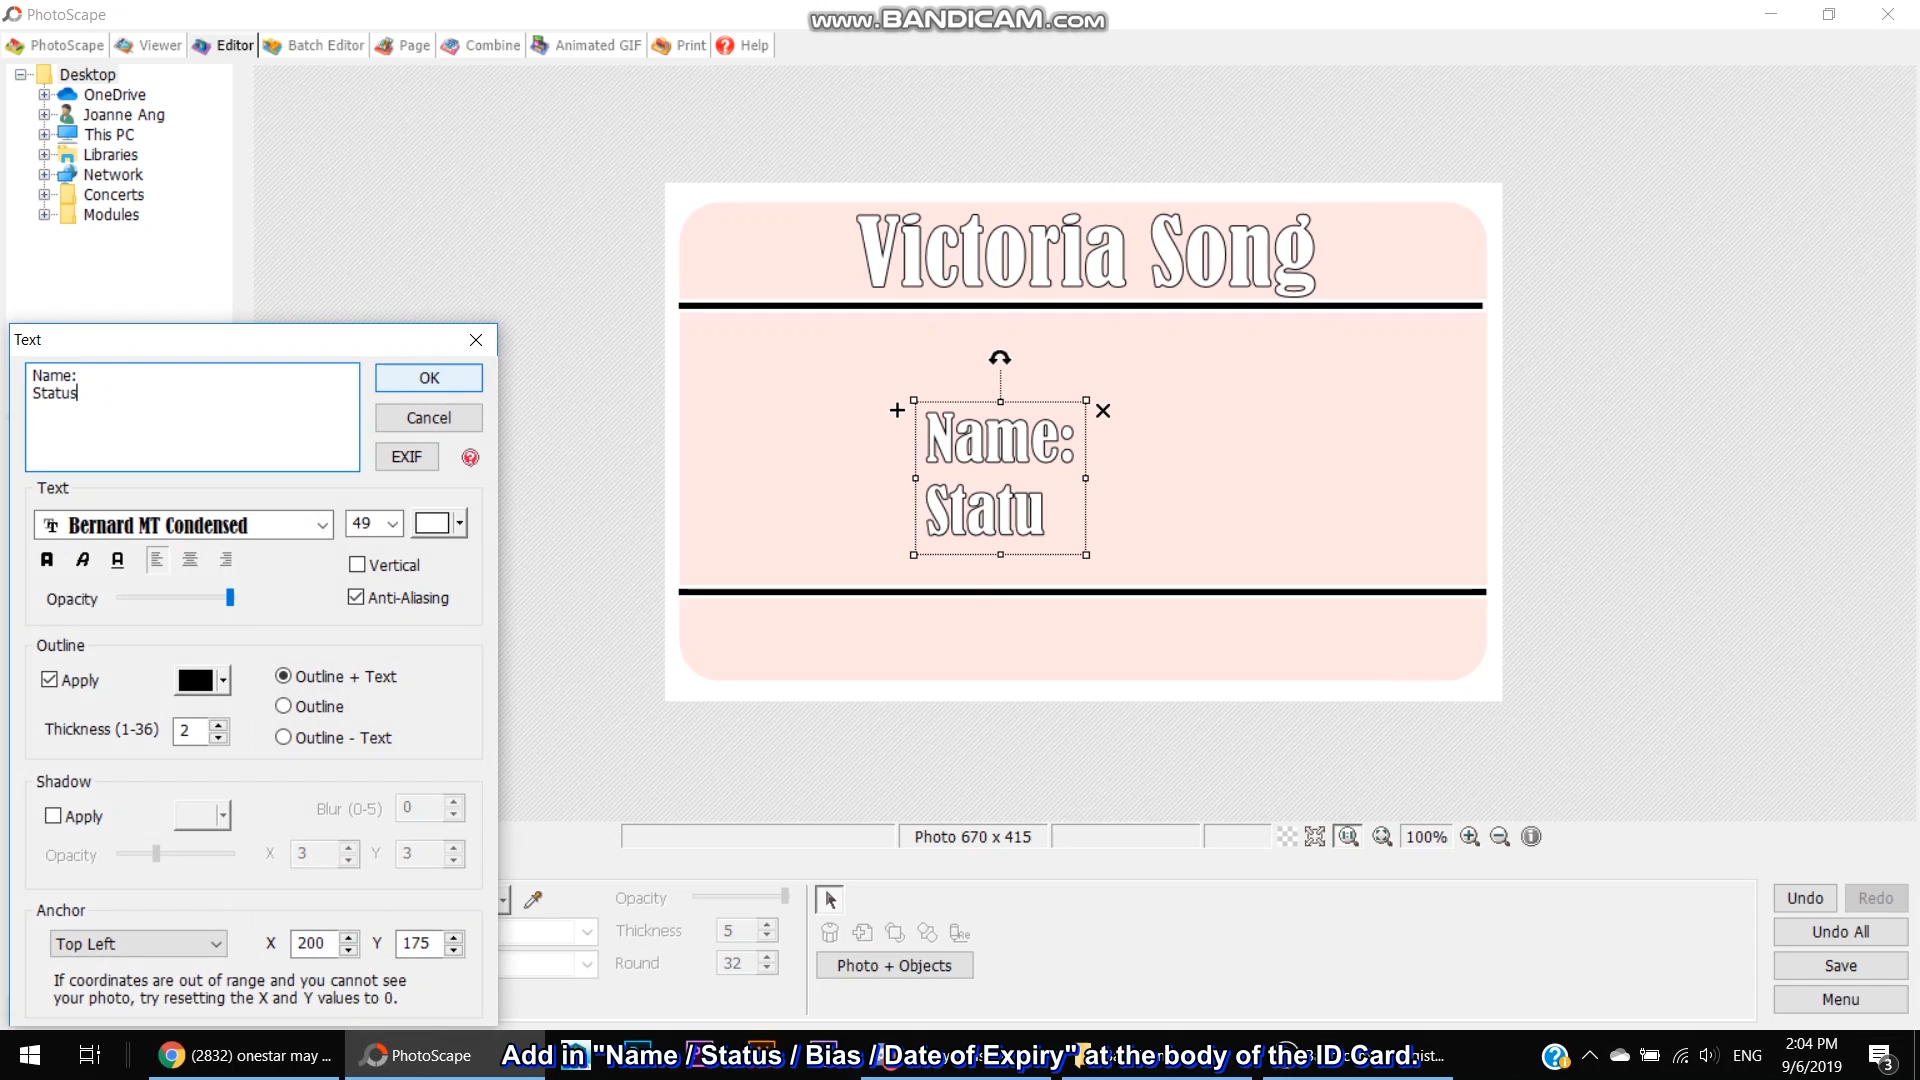 PhotoScape
www.BANDICAM.com
PhotoScape
Viewer
Editor
Batch Editor
Page
Combine
Animated GIF
Print
Help
Desktop
OneDrive
Joanne Ang
This PC
Libraries
Network
Concerts
Modules
Victoria Song
Name:
Statu
Text
Name:
Status
OK
Cancel
EXIF
Text
Bernard MT Condensed
49
Vertical
Opacity
Anti-Aliasing
Outline
Apply
Outline + Text
Outline
Thickness (1-36)
2
Outline - Text
Shadow
Apply
Blur (0-5)
0
Opacity
X
3
Y
3
Anchor
Top Left
X
200
Y
175
If coordinates are out of range and you cannot see
your photo, try resetting the X and Y values to 0.
Photo 670 x 415
100%
Opacity
Thickness
5
Round
32
Photo + Objects
Undo
Redo
Undo All
Save
Menu
(2832) onestar may ...
PhotoScape
Add in "Name / Status / Bias / Date of Expiry" at the body of the ID Card.
ENG
2:04 PM
9/6/2019
3